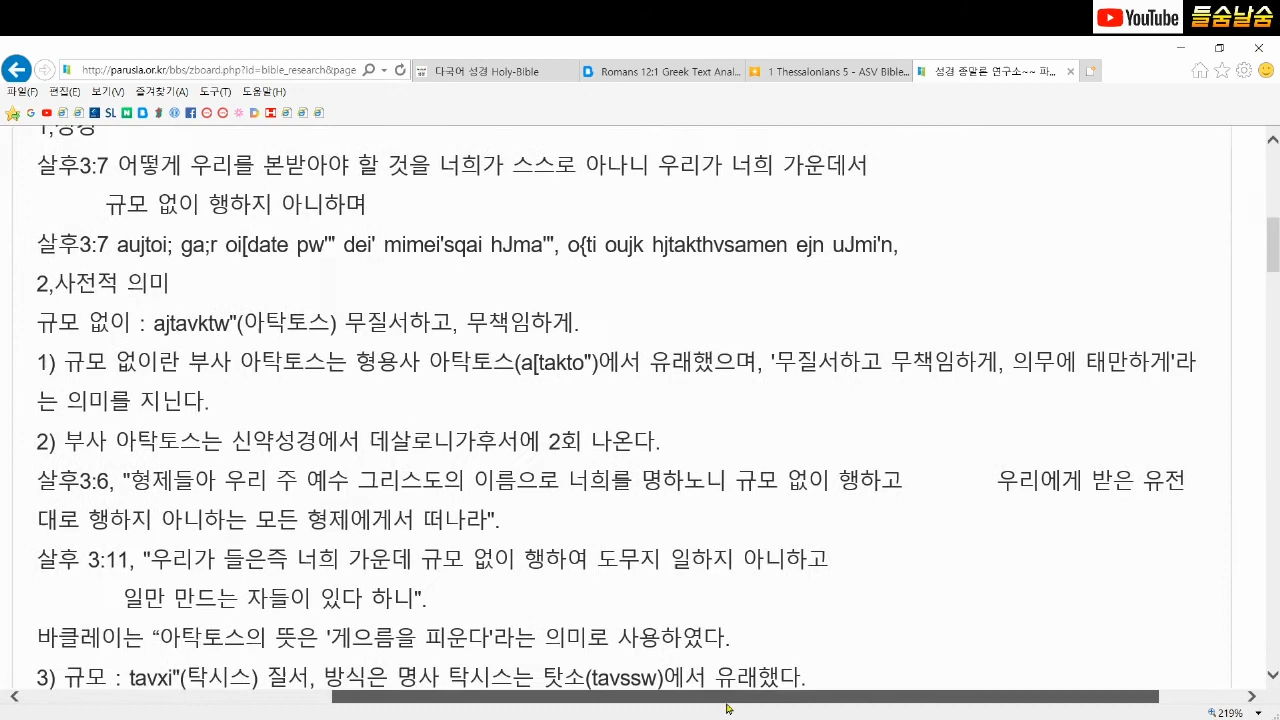 YouTube 들숨날숨
http://parusia.or.kr/bbs/zboard.php?id=bible_research&page
다국어 성경 Holy-Bible
Romans 12:1 Greek Text Anal...
1 Thessalonians 5 - ASV Bible...
성경 종말론 연구소~~ 파...
파일(F) 편집(E) 보기(V) 즐겨찾기(A) 도구(T) 도움말(H)
살후3:7 어떻게 우리를 본받아야 할 것을 너희가 스스로 아나니 우리가 너희 가운데서
규모 없이 행하지 아니하며
살후3:7 aujtoi; ga;r oi[date pw'" dei' mimei'sqai hJma'", o{ti oujk hjtakthvsamen ejn uJmi'n,
2,사전적 의미
규모 없이 : ajtavktw"(아탁토스) 무질서하고, 무책임하게.
1) 규모 없이란 부사 아탁토스는 형용사 아탁토스(a[takto")에서 유래했으며, '무질서하고 무책임하게, 의무에 태만하게'라
는 의미를 지닌다.
2) 부사 아탁토스는 신약성경에서 데살로니가후서에 2회 나온다.
살후3:6, "형제들아 우리 주 예수 그리스도의 이름으로 너희를 명하노니 규모 없이 행하고 우리에게 받은 유전
대로 행하지 아니하는 모든 형제에게서 떠나라".
살후 3:11, "우리가 들은즉 너희 가운데 규모 없이 행하여 도무지 일하지 아니하고
일만 만드는 자들이 있다 하니".
바클레이는 “아탁토스의 뜻은 '게으름을 피운다'라는 의미로 사용하였다.
3) 규모 : tavxi"(탁시스) 질서, 방식은 명사 탁시스는 탓소(tavssw)에서 유래했다.
219%